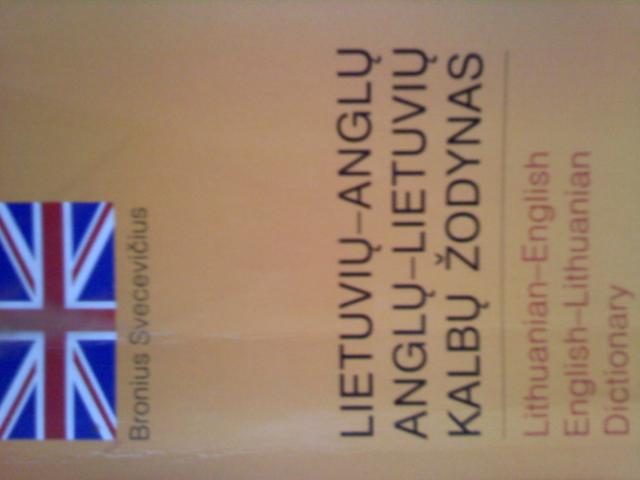 Bronius Svecevičius
LIETUVIŲ–ANGLŲ
ANGLŲ–LIETUVIŲ
KALBŲ ŽODYNAS
Lithuanian–English
English–Lithuanian
Dictionary